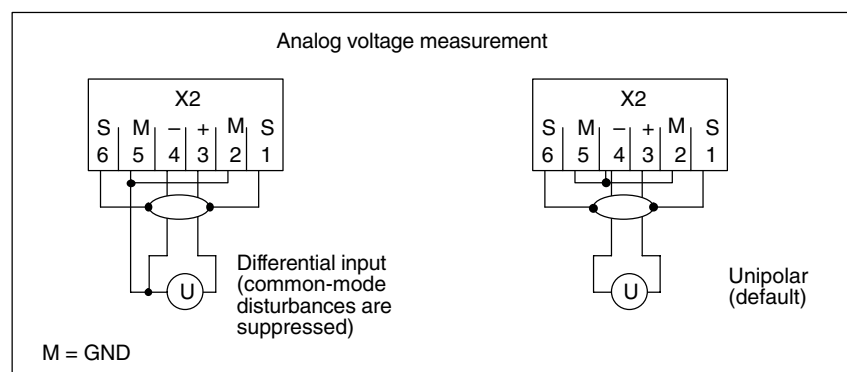 Analog voltage measurement
X2
S M – + M S
6 5 4 3 2 1
U
Differential input
(common-mode
disturbances are
suppressed)
M = GND
X2
S M – + M S
6 5 4 3 2 1
U
Unipolar
(default)